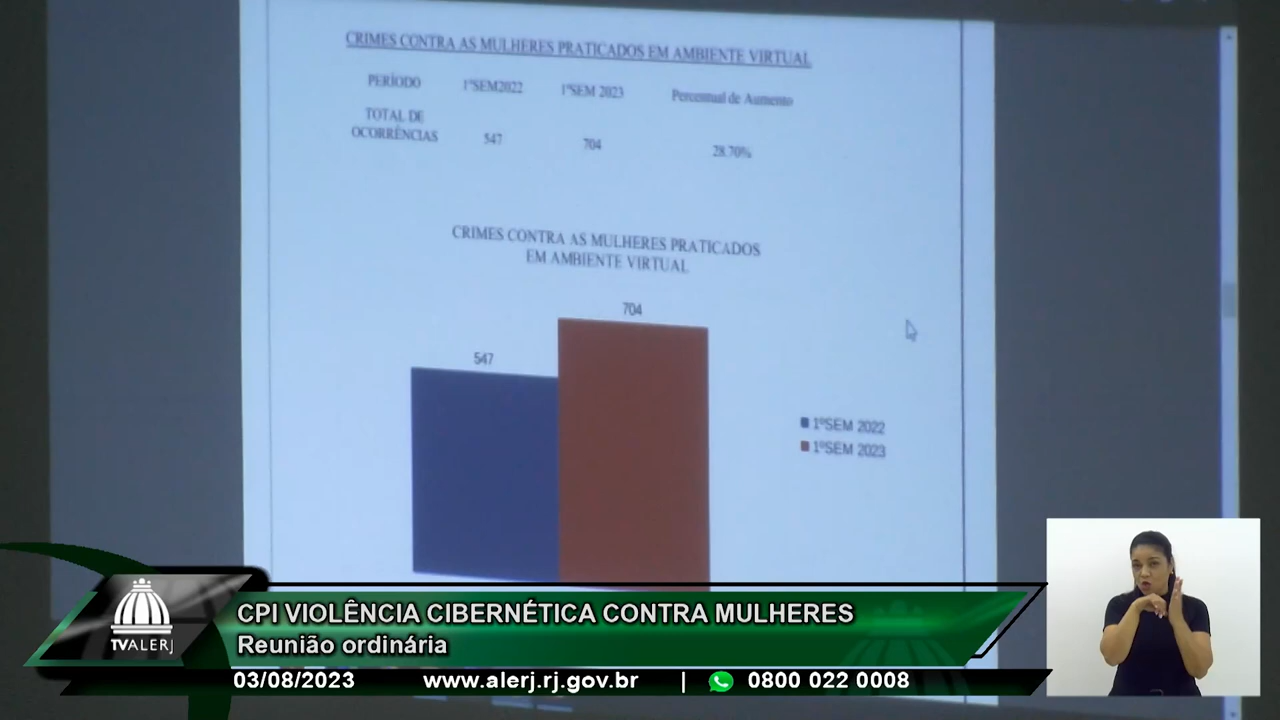 CRIMES CONTRA AS MULHERES PRATICADOS EM AMBIENTE VIRTUAL
PERÍODO 1ºSEM2022 1ºSEM 2023 Percentual de Aumento
TOTAL DE
OCORRÊNCIAS 547 704 28.70%
CRIMES CONTRA AS MULHERES PRATICADOS
EM AMBIENTE VIRTUAL
704
547
1ºSEM 2022
1ºSEM 2023
CPI VIOLÊNCIA CIBERNÉTICA CONTRA MULHERES
Reunião ordinária
TVALERJ
03/08/2023 www.alerj.rj.gov.br | 0800 022 0008